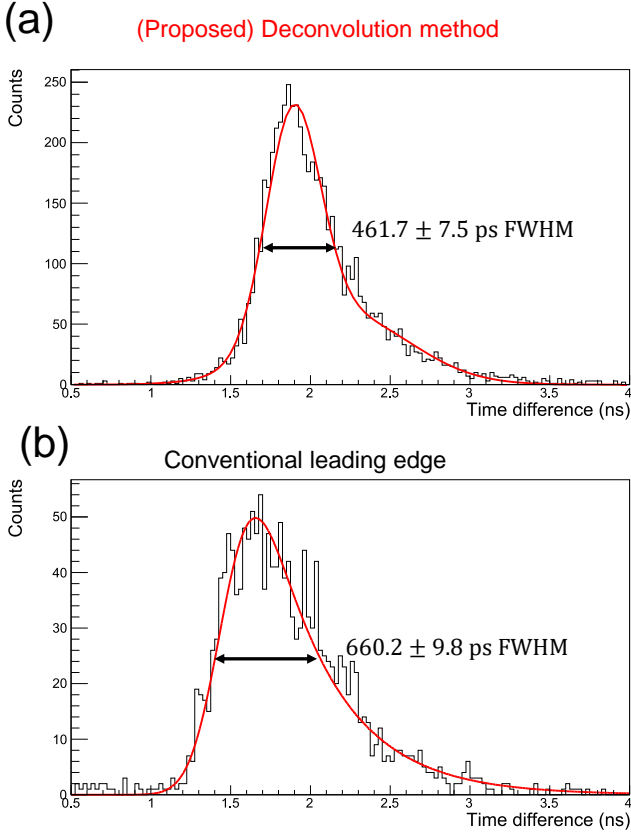 (a)
(Proposed) Deconvolution method
Counts
250
200
150
100
50
0
461.7 ± 7.5 ps FWHM
0.5 1 1.5 2 2.5 3 3.5 4
Time difference (ns)
(b)
Conventional leading edge
Counts
50
40
30
20
10
0
660.2 ± 9.8 ps FWHM
0.5 1 1.5 2 2.5 3 3.5 4
Time difference (ns)